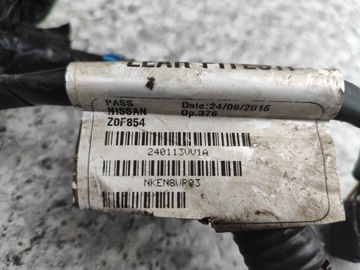 PASS
NISSAN
Z0F854
Date:24/06/2016
Op.376
240113VV1A
NKEN8VR03